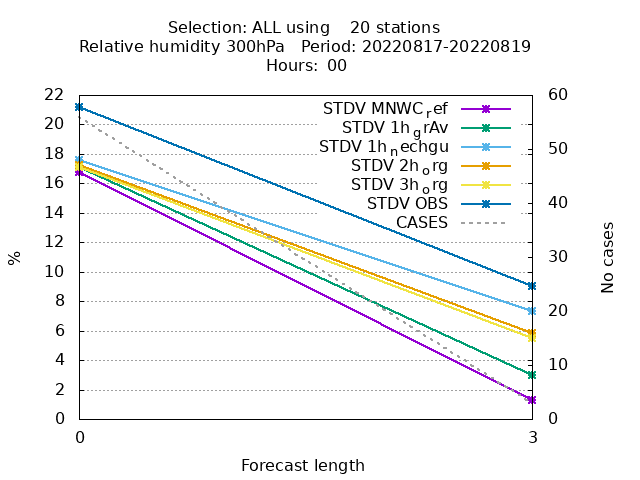 Selection: ALL using    20 stations
Relative humidity 300hPa   Period: 20220817-20220819
Hours: 00
22 60
20
18 50
16
14 40
12
10 30
8
6 20
4 10
2
0 0
STDV MNWC_ref
STDV 1h_grAv
STDV 1h_nechgu
STDV 2h_org
STDV 3h_org
STDV OBS
CASES
%
No cases
0 3
Forecast length